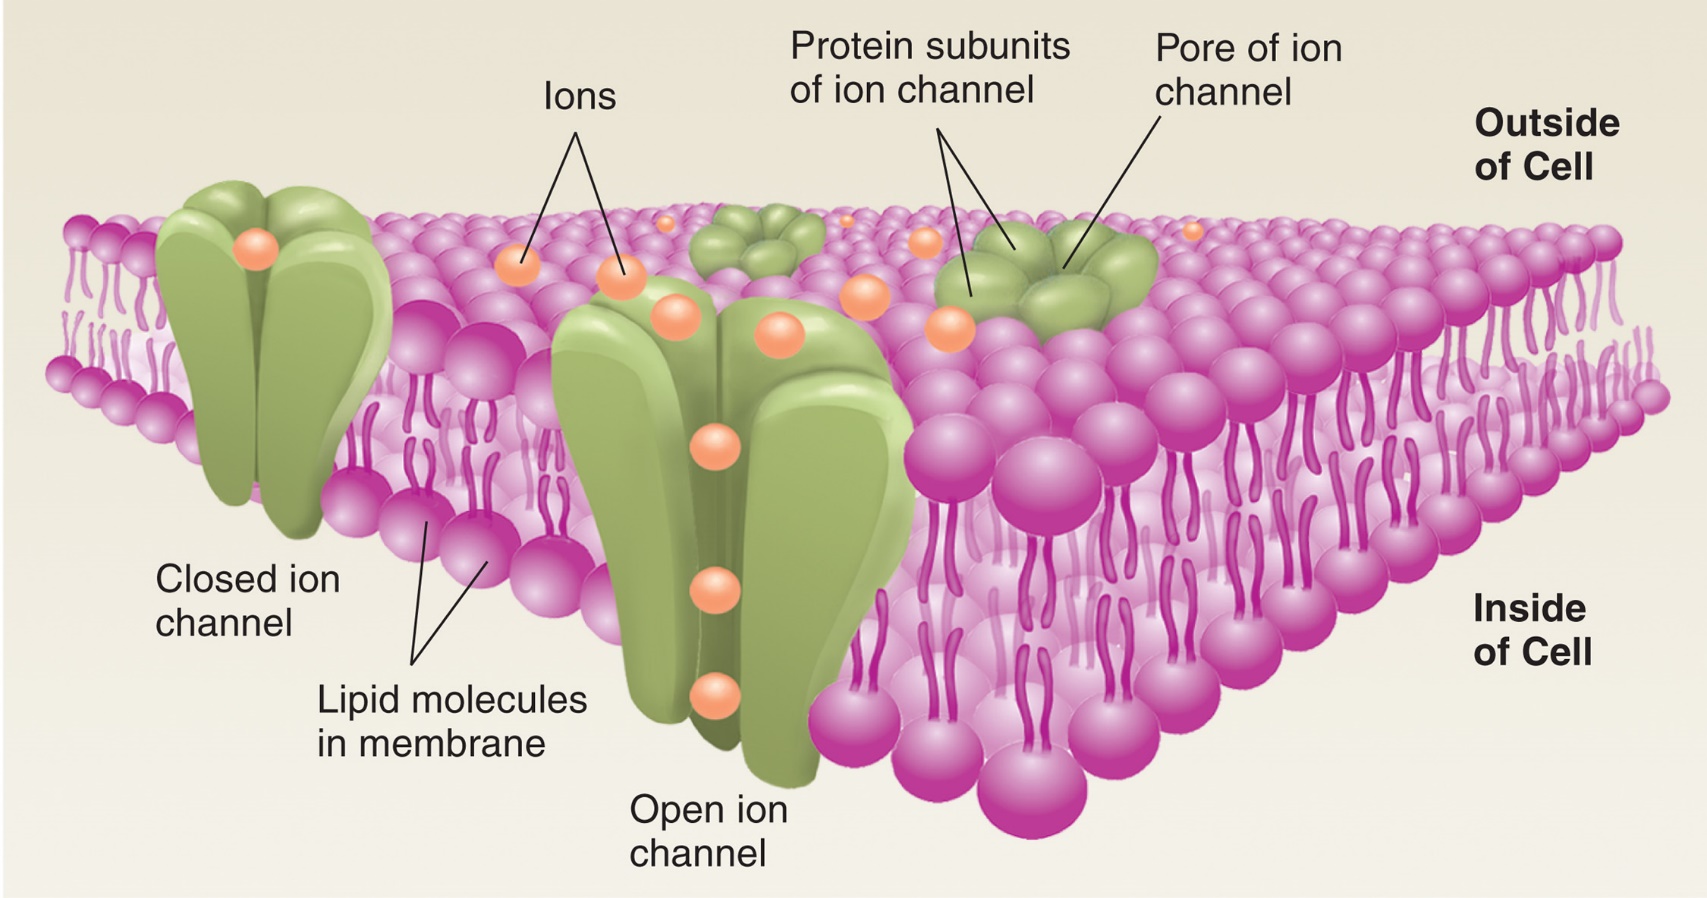 Protein subunits
of ion channel
Pore of ion
channel
Ions
Outside
of Cell
Closed ion
channel
Inside
of Cell
Lipid molecules
in membrane
Open ion
channel